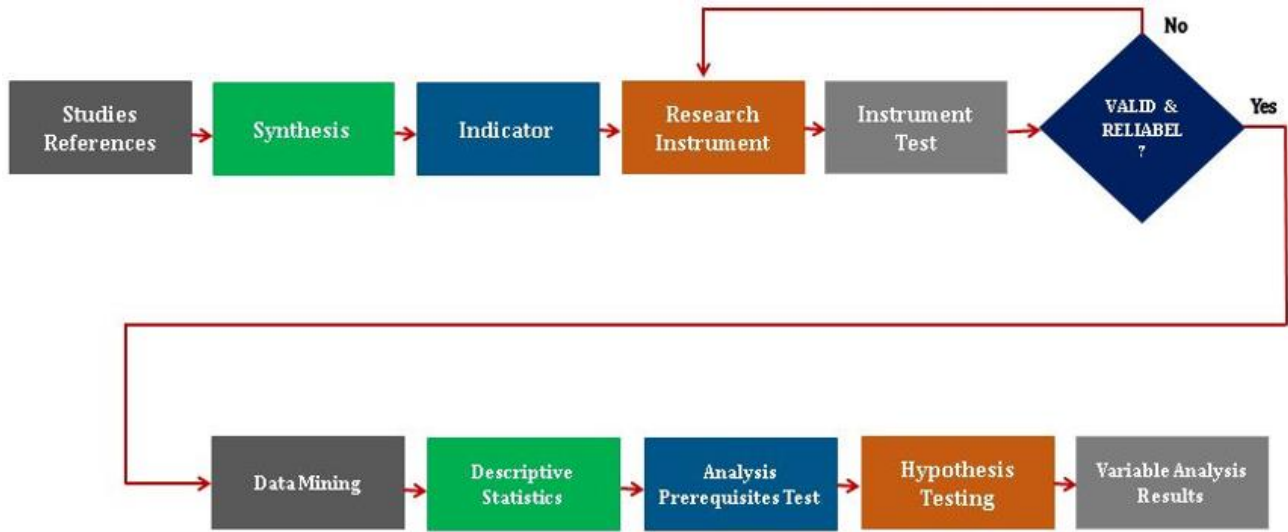 No
Studies
References
Synthesis
Indicator
Research
Instrument
Instrument
Test
VALID & 
RELIABEL
?
Yes
Data Mining
Descriptive
Statistics
Analysis
Prerequisites Test
Hypothesis
Testing
Variable Analysis
Results